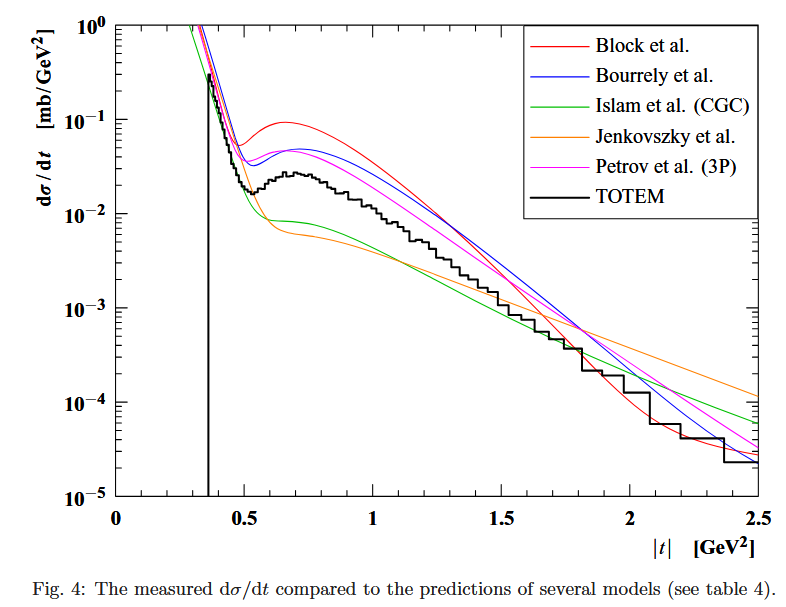 10⁰
10⁻¹
10⁻²
10⁻³
10⁻⁴
10⁻⁵
dσ/dt [mb/GeV²]
Block et al.
Bourrely et al.
Islam et al. (CGC)
Jenkovszky et al.
Petrov et al. (3P)
TOTEM
0 0.5 1 1.5 2 2.5
|t| [GeV²]
Fig. 4: The measured dσ/dt compared to the predictions of several models (see table 4).